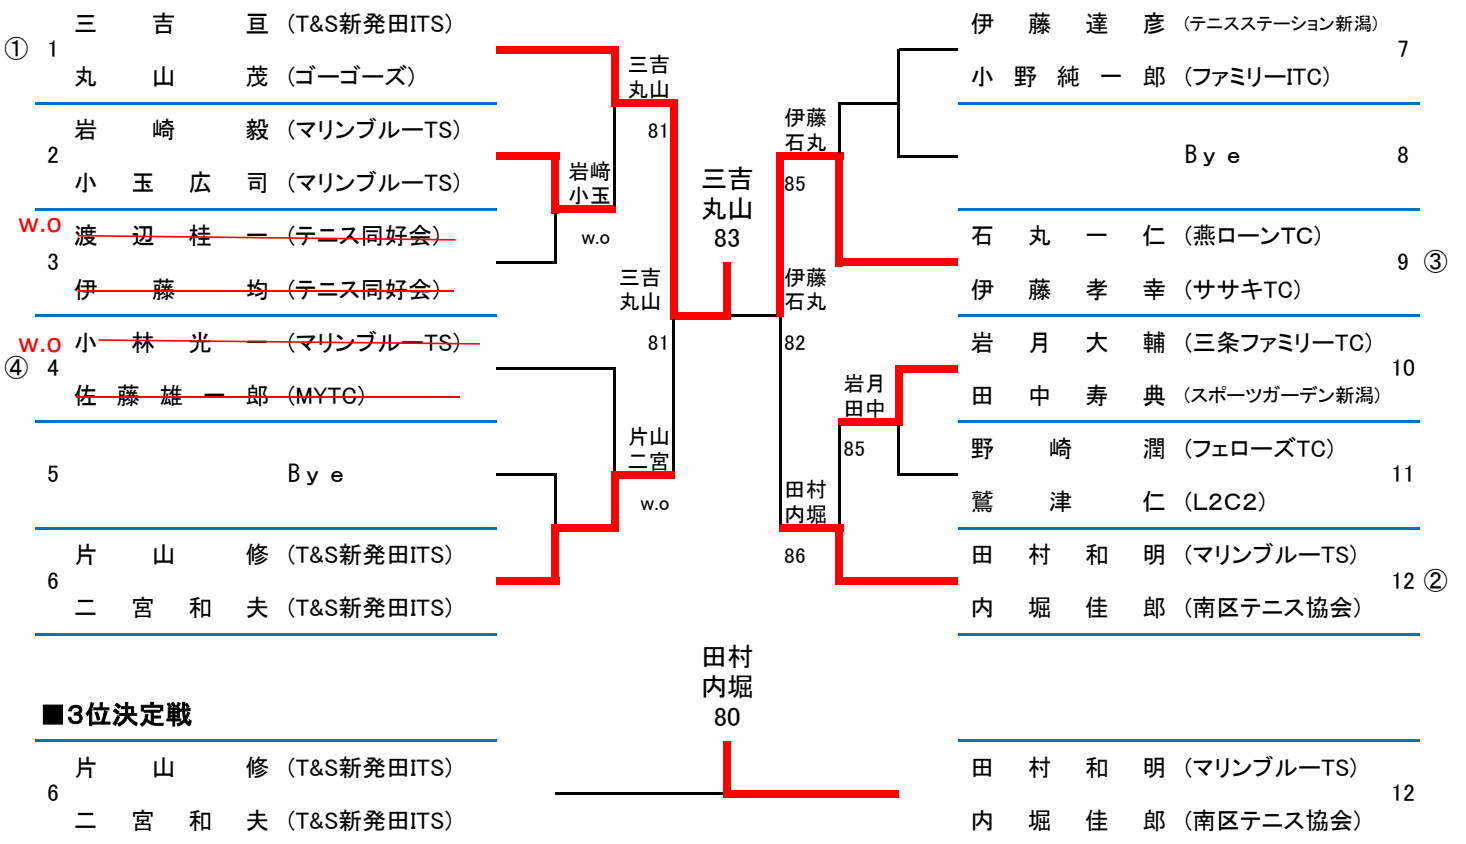 ① 1 三吉亘 (T&S新発田ITS)
丸山茂 (ゴーゴーズ)
2 岩崎毅 (マリンブルーTS)
小玉広司 (マリンブルーTS)
w.o 渡辺桂一 (テニス同好会)
3 伊藤均 (テニス同好会)
w.o 小林光一 (マリンブルーTS)
④ 4 佐藤雄一郎 (MYTC)
5 Bye
6 片山修 (T&S新発田ITS)
二宮和夫 (T&S新発田ITS)
三吉
丸山
81
岩﨑
小玉
w.o
三吉
丸山
81
片山
二宮
w.o
三吉
丸山
83
伊藤
石丸
85
伊藤
石丸
82
岩月
田中
85
田村
内堀
86
伊藤達彦 (テニスステーション新潟) 7
小野純一郎 (ファミリーITC)
Bye 8
石丸一仁 (燕ローンTC)
9 ③
伊藤孝幸 (ササキTC)
岩月大輔 (三条ファミリーTC)
10
田中寿典 (スポーツガーデン新潟)
野崎潤 (フェローズTC)
11
鷲津仁 (L2C2)
田村和明 (マリンブルーTS)
12 ②
内堀佳郎 (南区テニス協会)
■3位決定戦
田村
内堀
80
片山修 (T&S新発田ITS)
6
二宮和夫 (T&S新発田ITS)
田村和明 (マリンブルーTS)
12
内堀佳郎 (南区テニス協会)